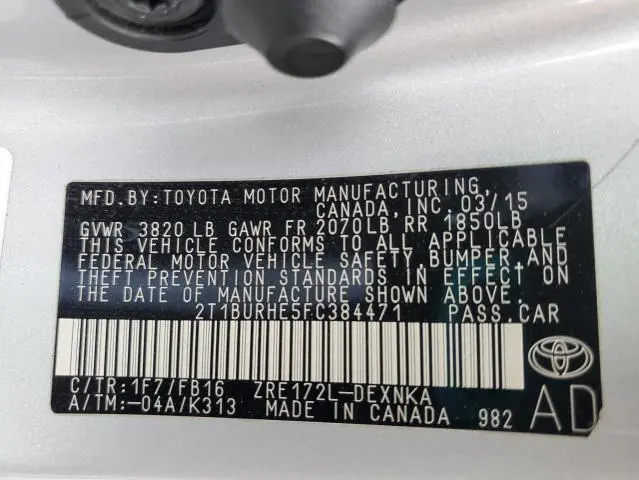 MFD.BY:TOYOTA MOTOR MANUFACTURING,
CANADA,INC. 03/15
GVWR 3820LB GAWR FR 2070LB RR 1850LB
THIS VEHICLE CONFORMS TO ALL APPLICABLE
FEDERAL MOTOR VEHICLE SAFETY, BUMPER, AND
THEFT PREVENTION STANDARDS IN EFFECT ON
THE DATE OF MANUFACTURE SHOWN ABOVE.
2T1BURHE5FC384471 PASS.CAR
C/TR:1F7/FB16 ZRE172L-DEXNKA
A/TM:-04A/K313 MADE IN CANADA 982
TOYOTA
AD